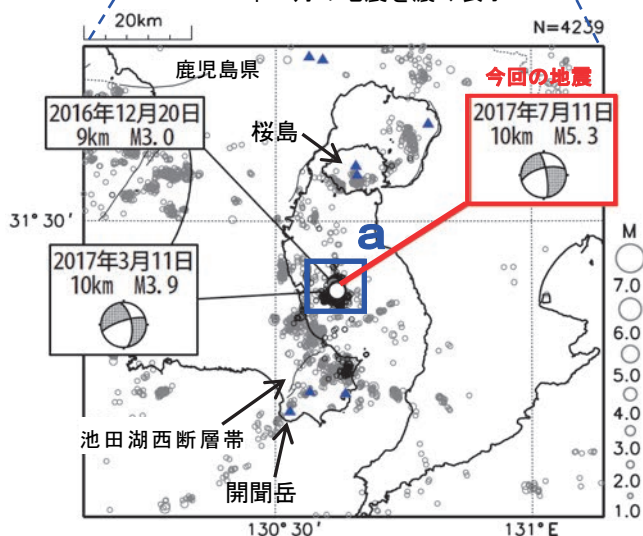 20km
N=4239
鹿児島県
今回の地震
2016年12月20日
9km M3.0
2017年7月11日
10km M5.3
桜島
31°30'
a
2017年3月11日
10km M3.9
M
7.0
6.0
5.0
4.0
3.0
2.0
1.0
池田湖西断層帯
開聞岳
130°30'
131°E